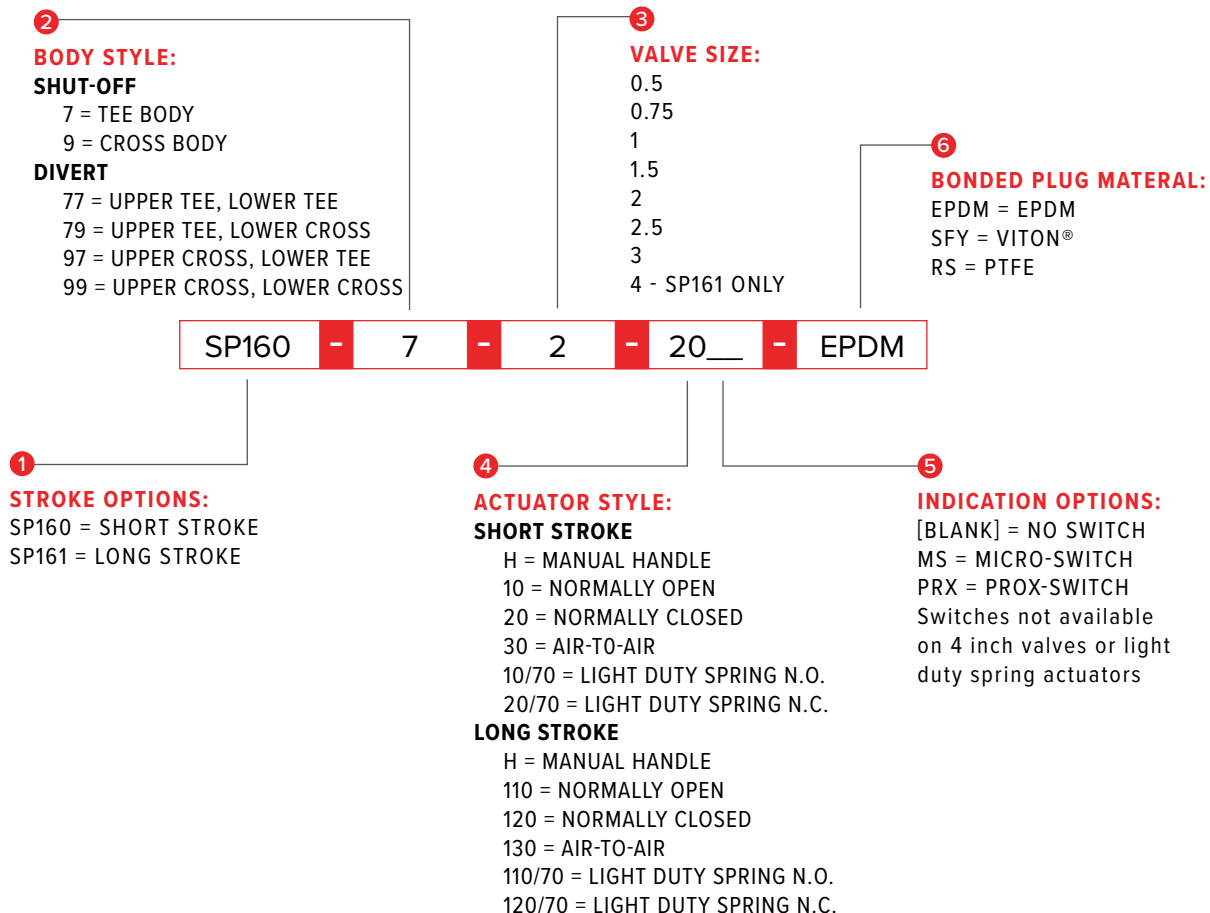 2
BODY STYLE:
SHUT-OFF
7 = TEE BODY
9 = CROSS BODY
DIVERT
77 = UPPER TEE, LOWER TEE
79 = UPPER TEE, LOWER CROSS
97 = UPPER CROSS, LOWER TEE
99 = UPPER CROSS, LOWER CROSS
3
VALVE SIZE:
0.5
0.75
1
1.5
2
2.5
3
4 - SP161 ONLY
6
BONDED PLUG MATERAL:
EPDM = EPDM
SFY = VITON®
RS = PTFE
SP160 - 7 - 2 - 20__ - EPDM
1
STROKE OPTIONS:
SP160 = SHORT STROKE
SP161 = LONG STROKE
4
ACTUATOR STYLE:
SHORT STROKE
H = MANUAL HANDLE
10 = NORMALLY OPEN
20 = NORMALLY CLOSED
30 = AIR-T0-AIR
10/70 = LIGHT DUTY SPRING N.O.
20/70 = LIGHT DUTY SPRING N.C.
LONG STROKE
H = MANUAL HANDLE
110 = NORMALLY OPEN
120 = NORMALLY CLOSED
130 = AIR-TO-AIR
110/70 = LIGHT DUTY SPRING N.O.
120/70 = LIGHT DUTY SPRING N.C.
5
INDICATION OPTIONS:
[BLANK] = NO SWITCH
MS = MICRO-SWITCH
PRX = PROX-SWITCH
Switches not available
on 4 inch valves or light
duty spring actuators